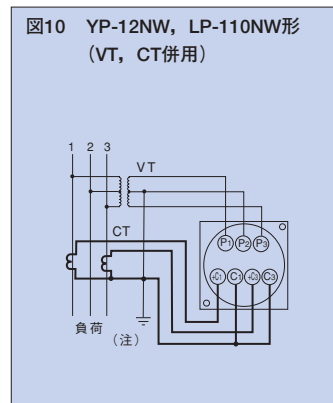 図10 YP-12NW，LP-110NW形
（VT，CT併用）
1 2 3
VT
CT
P1 P2 P3
+C1 C1 +C3 C3
負荷
（注）